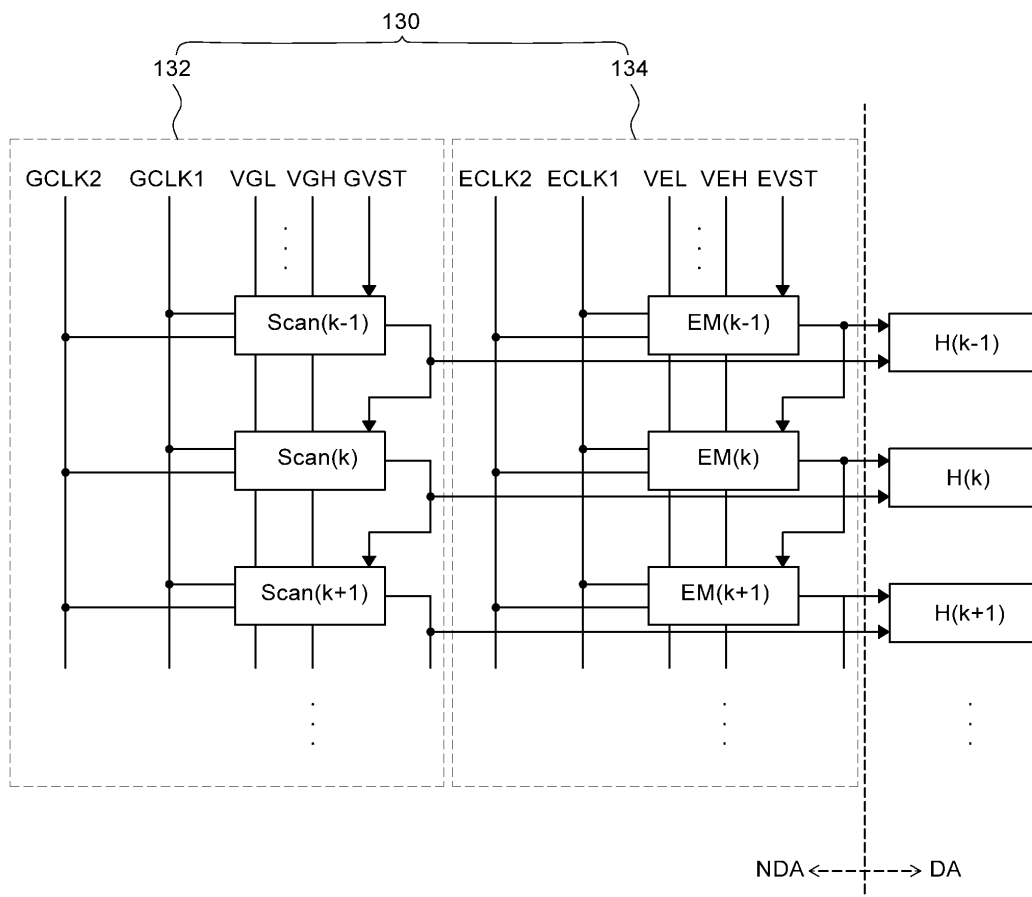 130
132 134
GCLK2 GCLK1 VGL VGH GVST ECLK2 ECLK1 VEL VEH EVST
Scan(k-1) EM(k-1) H(k-1)
Scan(k) EM(k) H(k)
Scan(k+1) EM(k+1) H(k+1)
NDA DA